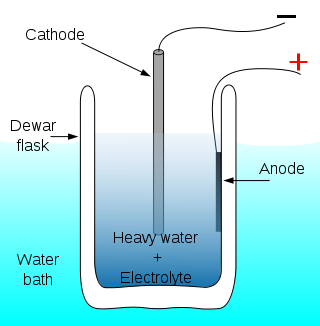 Cathode
−
+
Dewar
flask
Anode
Heavy water
+
Electrolyte
Water
bath